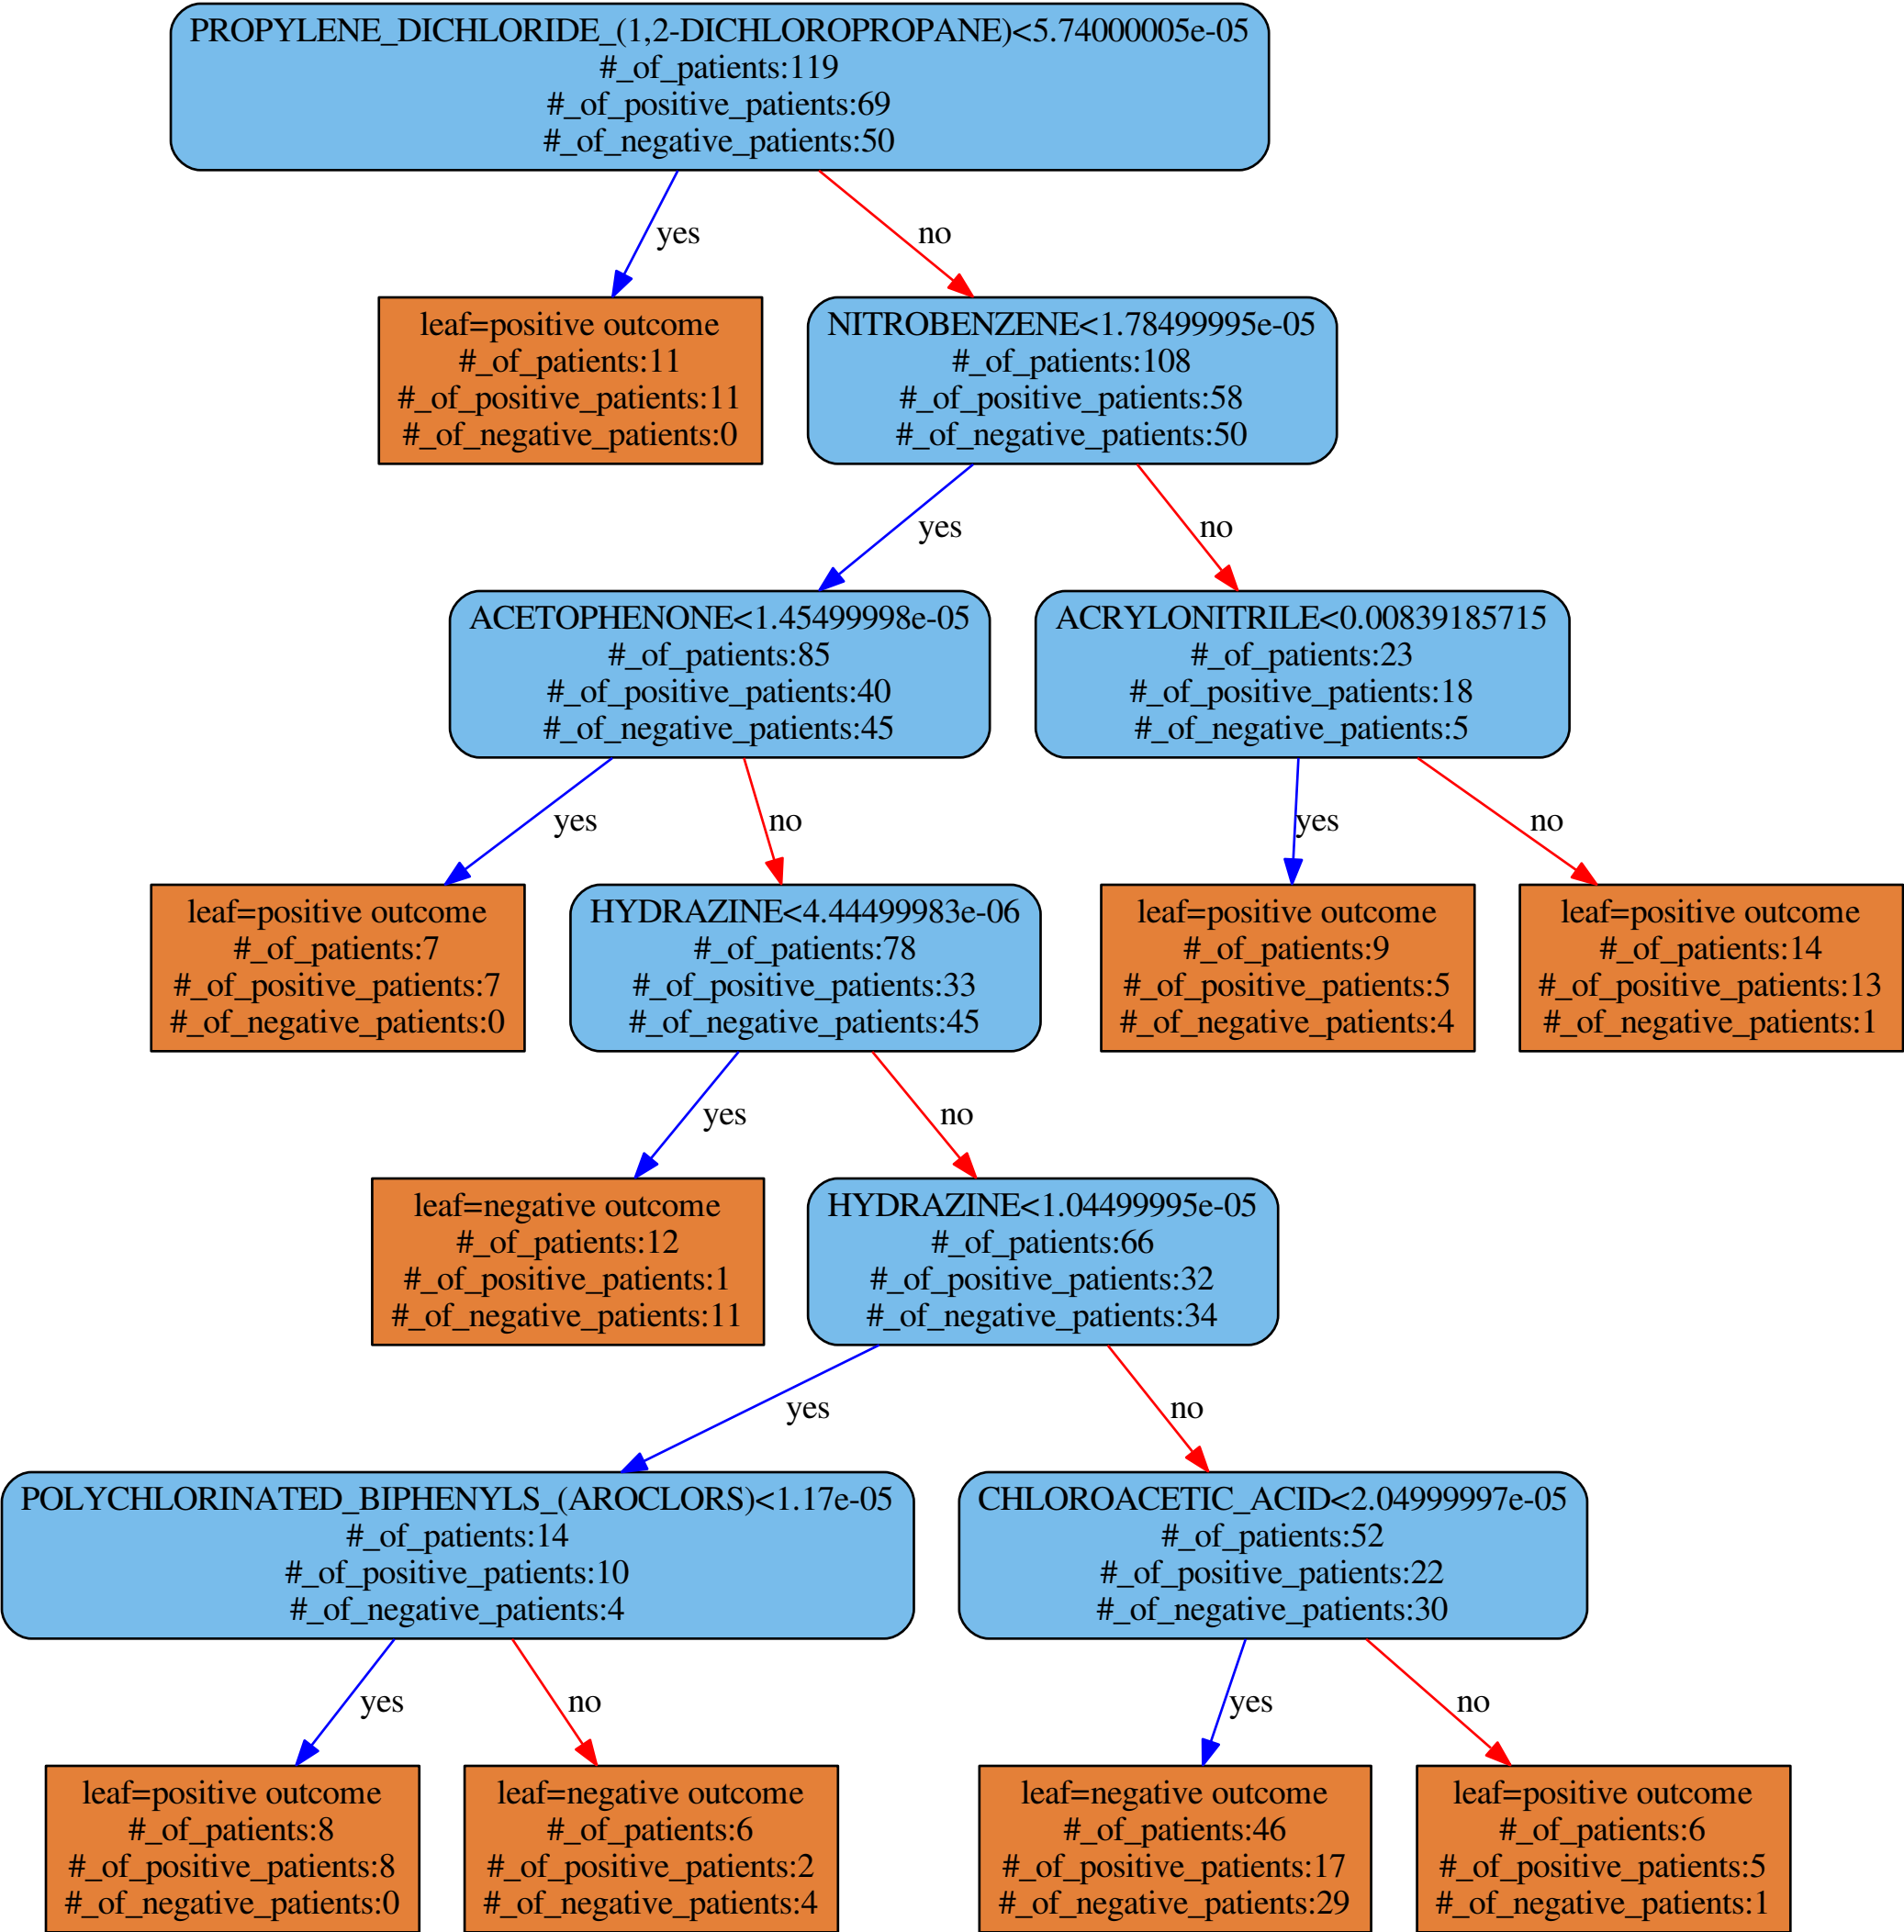 PROPYLENE_DICHLORIDE_(1,2-DICHLOROPROPANE)<5.74000005e-05
#_of_patients:119
#_of_positive_patients:69
#_of_negative_patients:50
yes
no
leaf=positive outcome
#_of_patients:11
#_of_positive_patients:11
#_of_negative_patients:0
NITROBENZENE<1.78499995e-05
#_of_patients:108
#_of_positive_patients:58
#_of_negative_patients:50
yes
no
ACETOPHENONE<1.45499998e-05
#_of_patients:85
#_of_positive_patients:40
#_of_negative_patients:45
ACRYLONITRILE<0.00839185715
#_of_patients:23
#_of_positive_patients:18
#_of_negative_patients:5
yes
no
yes
no
leaf=positive outcome
#_of_patients:7
#_of_positive_patients:7
#_of_negative_patients:0
HYDRAZINE<4.44499983e-06
#_of_patients:78
#_of_positive_patients:33
#_of_negative_patients:45
leaf=positive outcome
#_of_patients:9
#_of_positive_patients:5
#_of_negative_patients:4
leaf=positive outcome
#_of_patients:14
#_of_positive_patients:13
#_of_negative_patients:1
yes
no
leaf=negative outcome
#_of_patients:12
#_of_positive_patients:1
#_of_negative_patients:11
HYDRAZINE<1.04499995e-05
#_of_patients:66
#_of_positive_patients:32
#_of_negative_patients:34
yes
no
POLYCHLORINATED_BIPHENYLS_(AROCLORS)<1.17e-05
#_of_patients:14
#_of_positive_patients:10
#_of_negative_patients:4
CHLOROACETIC_ACID<2.04999997e-05
#_of_patients:52
#_of_positive_patients:22
#_of_negative_patients:30
yes
no
yes
no
leaf=positive outcome
#_of_patients:8
#_of_positive_patients:8
#_of_negative_patients:0
leaf=negative outcome
#_of_patients:6
#_of_positive_patients:2
#_of_negative_patients:4
leaf=negative outcome
#_of_patients:46
#_of_positive_patients:17
#_of_negative_patients:29
leaf=positive outcome
#_of_patients:6
#_of_positive_patients:5
#_of_negative_patients:1